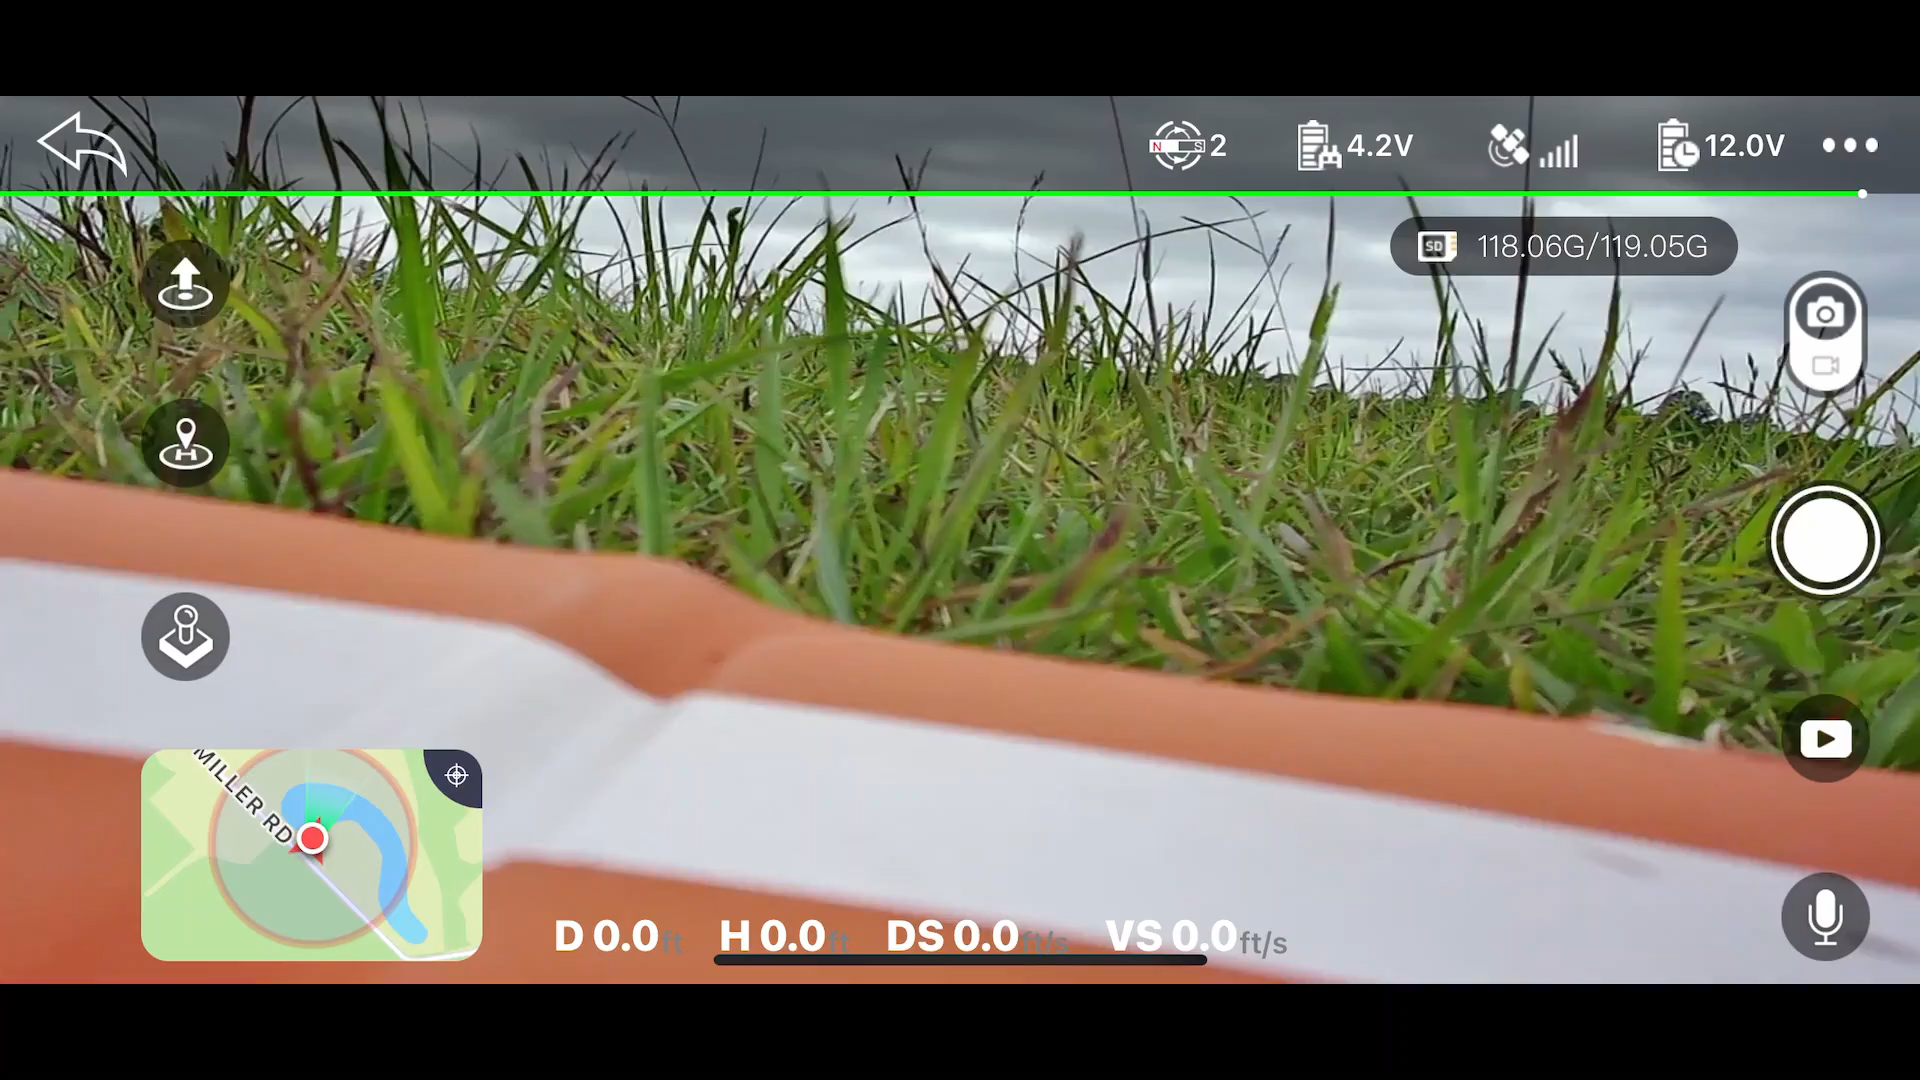 N S 2 4.2V 12.0V
SD 118.06G/119.05G
H
MILLER RD
D 0.0ft H 0.0ft DS 0.0ft/s VS 0.0ft/s